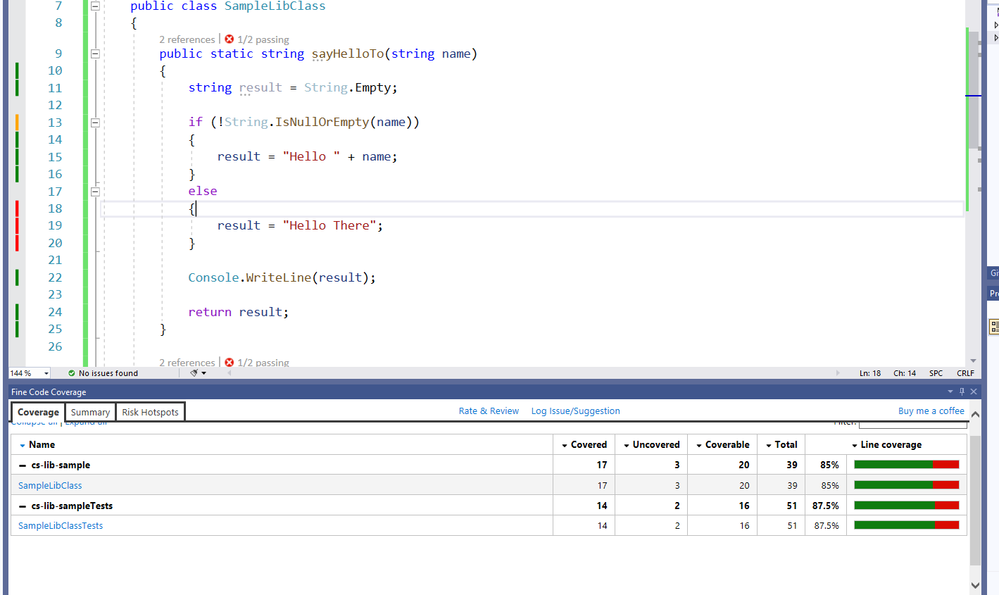 7 public class SampleLibClass
8 {
2 references | 1/2 passing
9 public static string sayHelloTo(string name)
10 {
11 string result = String.Empty;
12
13 if (!String.IsNullOrEmpty(name))
14 {
15 result = "Hello " + name;
16 }
17 else
18 {
19 result = "Hello There";
20 }
21
22 Console.WriteLine(result);
23
24 return result;
25 }
26
2 references | 1/2 passing
144 % No issues found Ln: 18 Ch: 14 SPC CRLF
Fine Code Coverage
Coverage Summary Risk Hotspots Rate & Review Log Issue/Suggestion Buy me a coffee
Collapse all | Expand all Filter:
Name Covered Uncovered Coverable Total Line coverage
cs-lib-sample 17 3 20 39 85%
SampleLibClass 17 3 20 39 85%
cs-lib-sampleTests 14 2 16 51 87.5%
SampleLibClassTests 14 2 16 51 87.5%
Gi
Pr